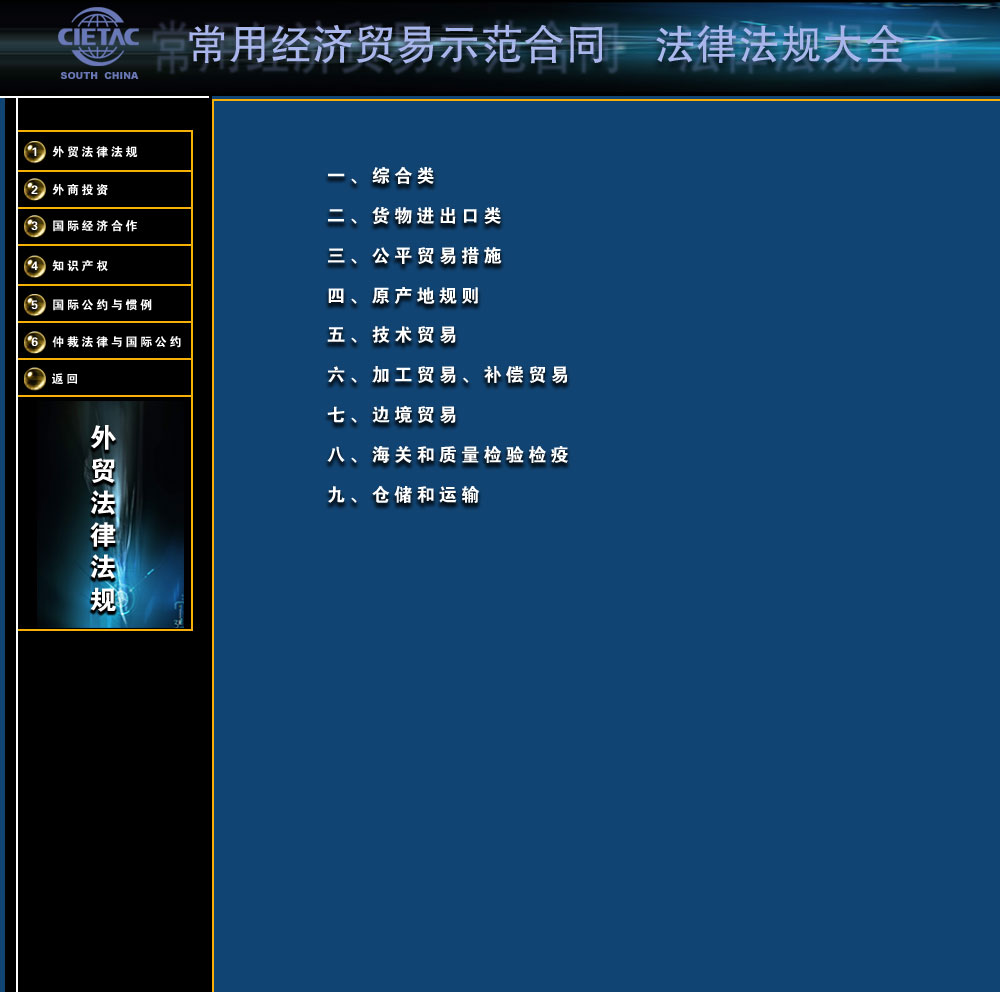 CIETAC
SOUTH CHINA
常用经济贸易示范合同 法律法规大全
1 外贸法律法规
2 外商投资
3 国际经济合作
4 知识产权
5 国际公约与惯例
6 仲裁法律与国际公约
返回
外贸法律法规
一、综合类
二、货物进出口类
三、公平贸易措施
四、原产地规则
五、技术贸易
六、加工贸易、补偿贸易
七、边境贸易
八、海关和质量检验检疫
九、仓储和运输